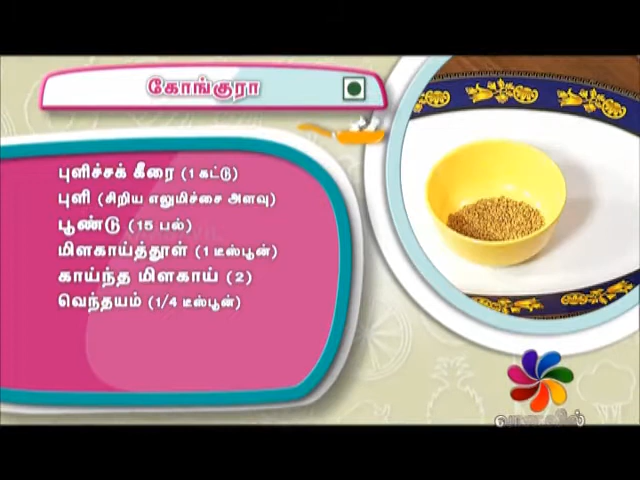 கோங்குரா
புளிச்சக் கீரை (1 கட்டு)
புளி (சிறிய எலுமிச்சை அளவு)
பூண்டு (15 பல்)
மிளகாய்த்தூள் (1 டீஸ்பூன்)
காய்ந்த மிளகாய் (2)
வெந்தயம் (1/4 டீஸ்பூன்)